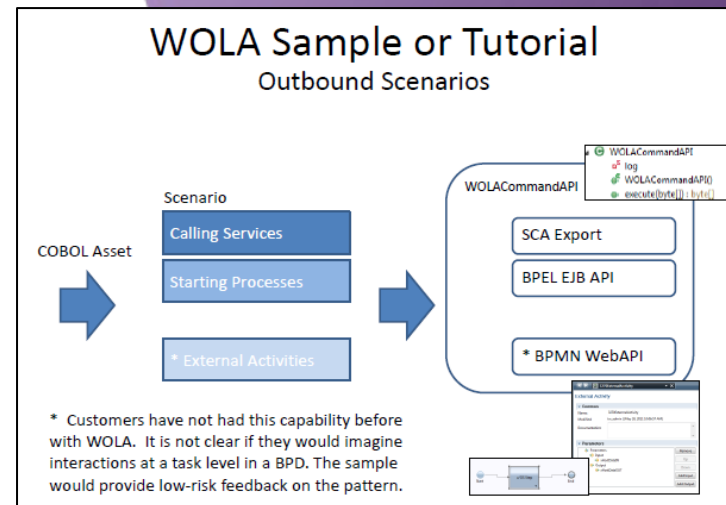 WOLA Sample or Tutorial
Outbound Scenarios
WOLACommandAPI
log
WOLACommandAPI()
execute(byte[]) : byte[]
WOLACommandAPI
Scenario
COBOL Asset
Calling Services
Starting Processes
* External Activities
SCA Export
BPEL EJB API
* BPMN WebAPI
* Customers have not had this capability before
with WOLA. It is not clear if they would imagine
interactions at a task level in a BPD. The sample
would provide low-risk feedback on the pattern.
External Activity
Parameters
Input
Output